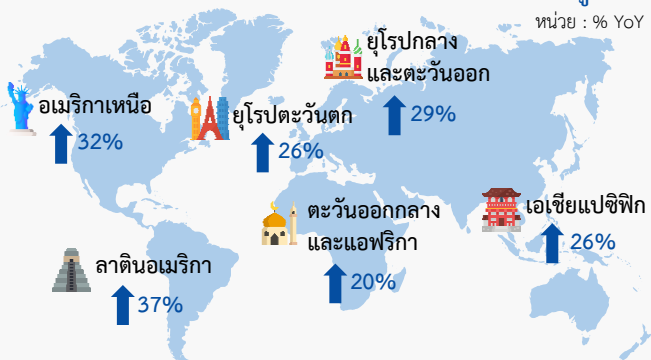 หน่วย : % YoY
ยุโรปกลาง
และตะวันออก
29%
อเมริกาเหนือ
32%
ยุโรปตะวันตก
26%
ตะวันออกกลาง
และแอฟริกา
20%
เอเชียแปซิฟิก
26%
ลาตินอเมริกา
37%